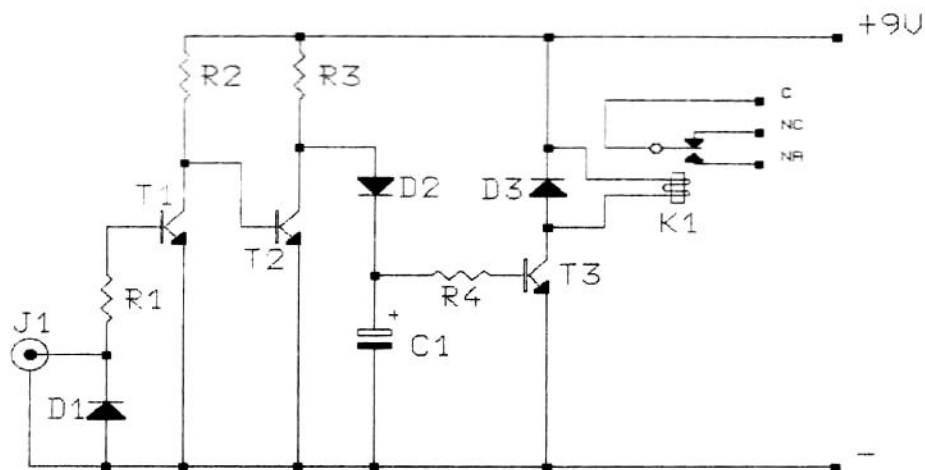 +9V
R2
R3
C
NC
NA
T1
D2
D3
K1
T2
R1
R4
T3
J1
+
C1
D1
-